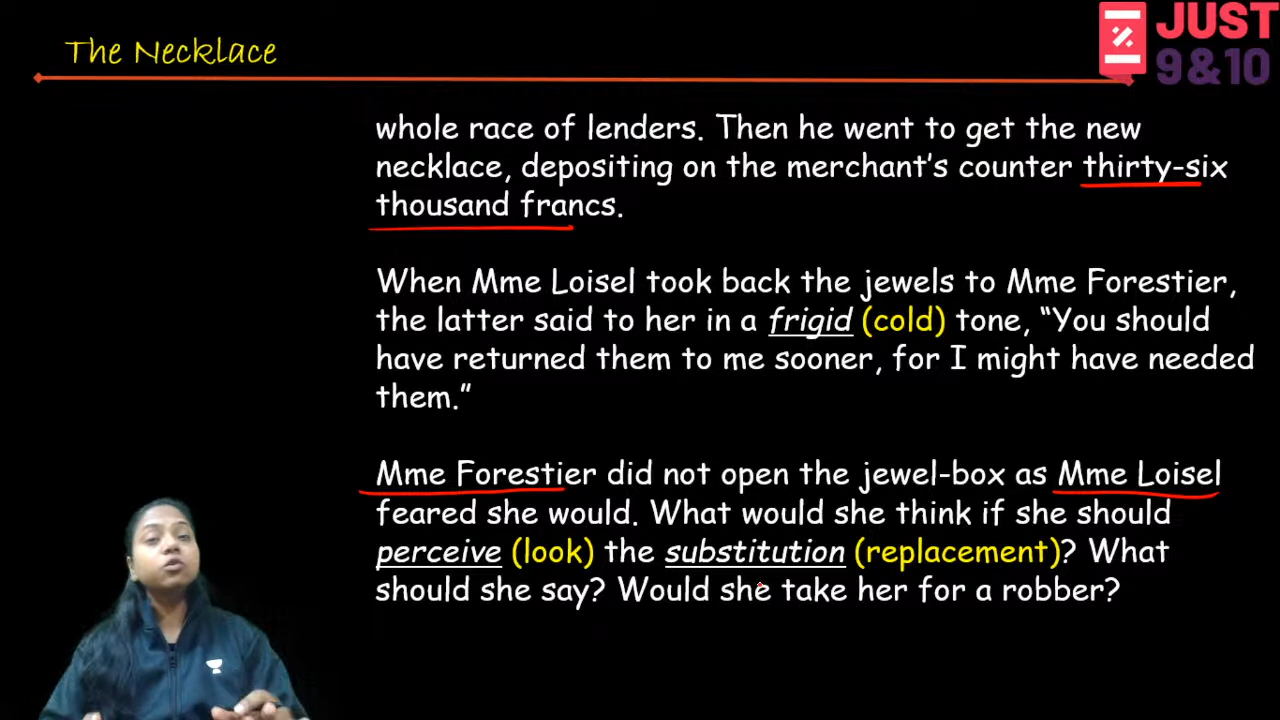 The Necklace
JUST
9&10
whole race of lenders. Then he went to get the new
necklace, depositing on the merchant's counter thirty-six
thousand francs.
When Mme Loisel took back the jewels to Mme Forestier,
the latter said to her in a frigid (cold) tone, “You should
have returned them to me sooner, for I might have needed
them.”
Mme Forestier did not open the jewel-box as Mme Loisel
feared she would. What would she think if she should
perceive (look) the substitution (replacement)? What
should she say? Would she take her for a robber?